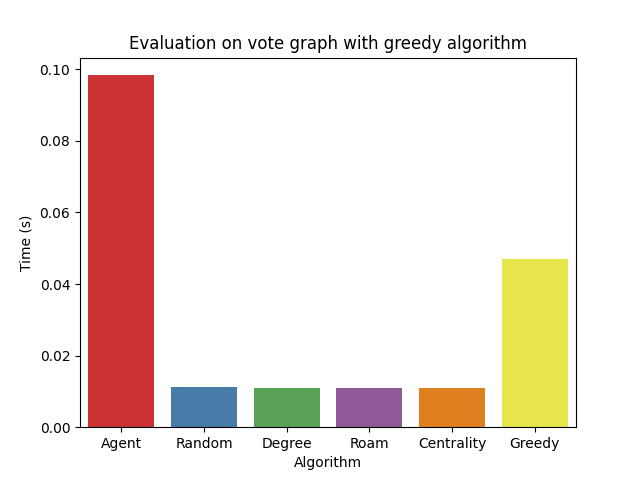 Evaluation on vote graph with greedy algorithm
0.10
0.08
0.06
0.04
0.02
0.00
Time (s)
Agent Random Degree Roam Centrality Greedy
Algorithm